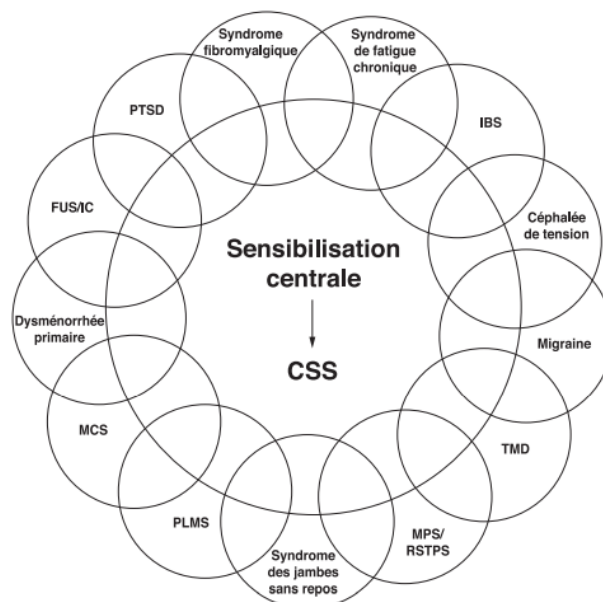 Syndrome
fibromyalgique
Syndrome
de fatigue
chronique
PTSD
IBS
FUS/IC
Céphalée
de tension
Sensibilisation
centrale
Dysménorrhée
primaire
Migraine
CSS
MCS
TMD
PLMS
MPS/
RSTPS
Syndrome
des jambes
sans repos